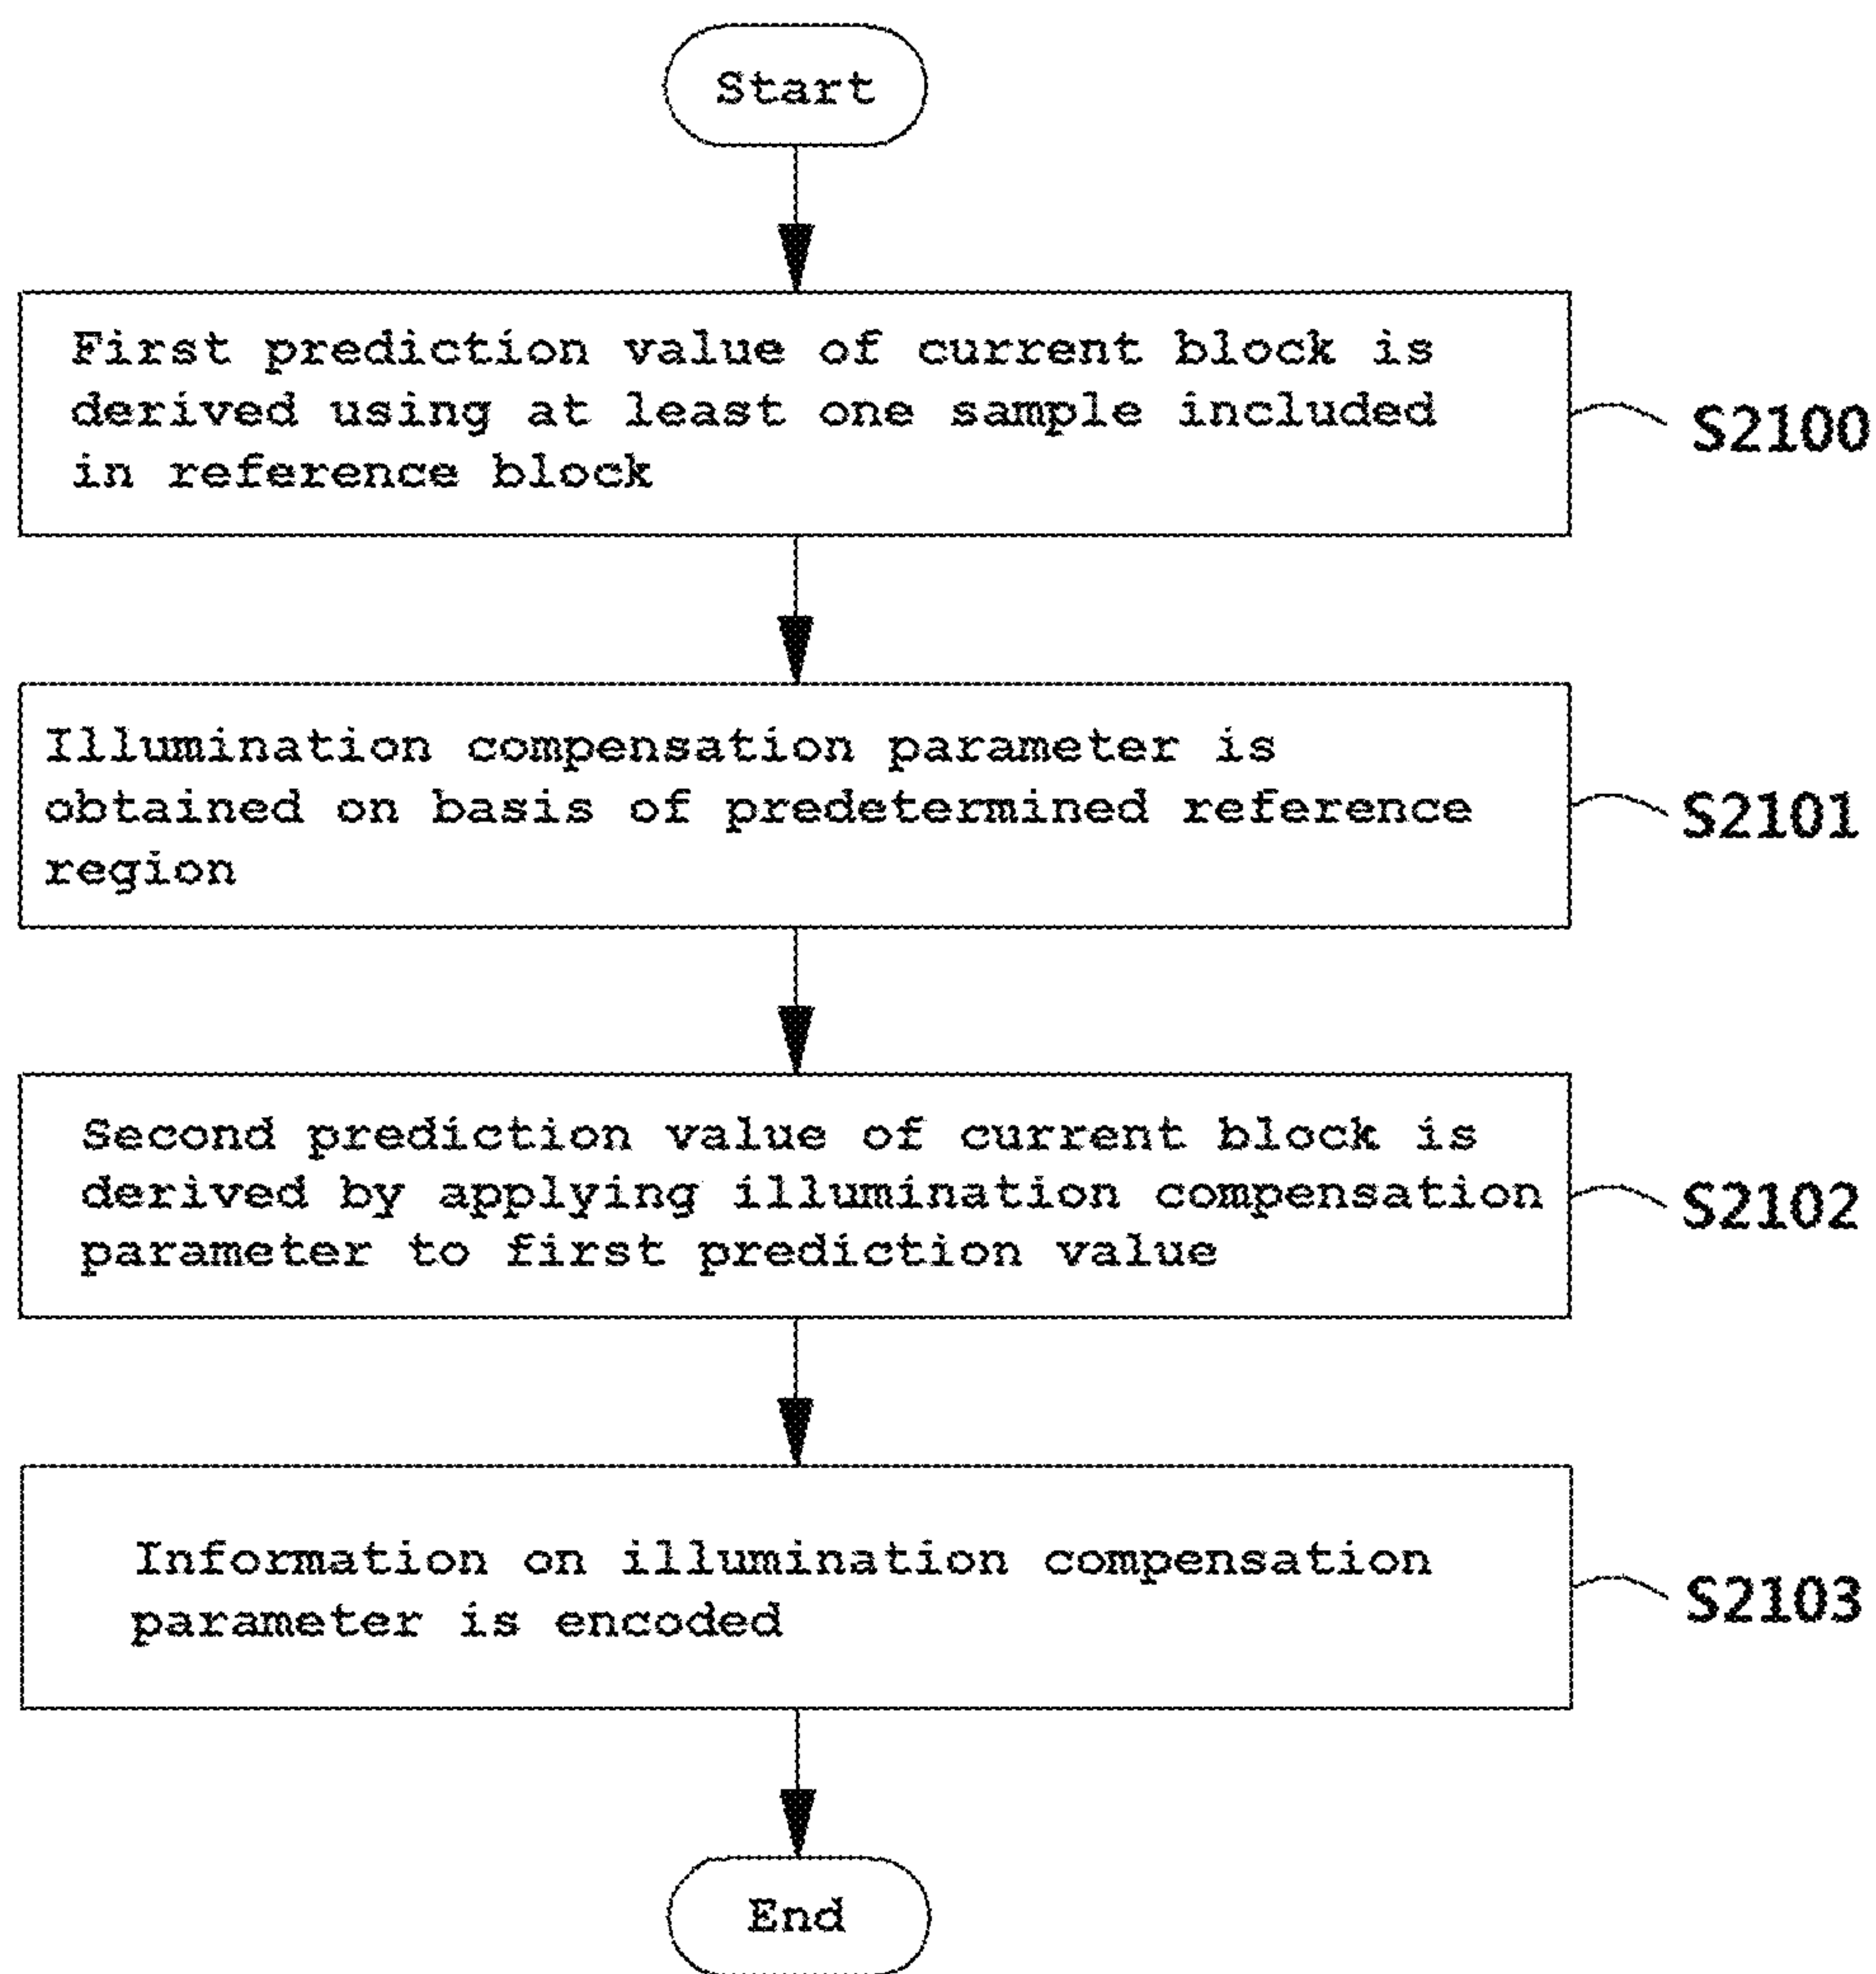 Start
First prediction value of current block is
derived using at least one sample included
in reference block
S2100
Illumination compensation parameter is
obtained on basis of predetermined reference
region
S2101
Second prediction value of current block is
derived by applying illumination compensation
parameter to first prediction value
S2102
Information on illumination compensation
parameter is encoded
S2103
End